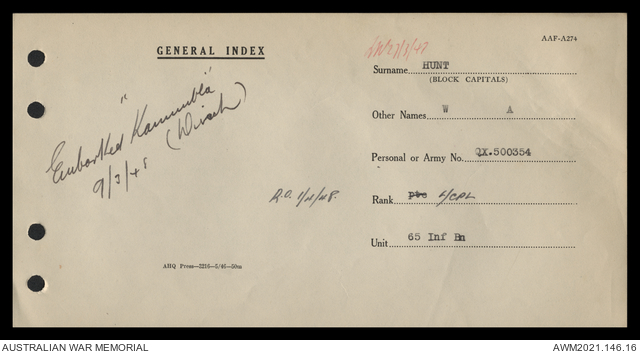 AAF-A274
GENERAL INDEX
Surname HUNT
(BLOCK CAPITALS)
Other Names W A
Embarked "Kanimbla"
(Dirach)
9/3/48
Personal or Army No. QX.500354
R.O. 1/4/48.
Rank Pte L/CPL
Unit 65 Inf Bn
AHQ Press—3216—5/46—50m
AUSTRALIAN WAR MEMORIAL
AWM2021.146.16